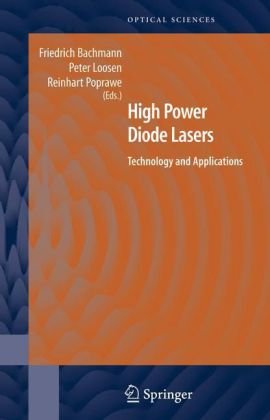 OPTICAL SCIENCES
Friedrich Bachmann
Peter Loosen
Reinhart Poprawe
(Eds.)
High Power
Diode Lasers
Technology and Applications
Springer